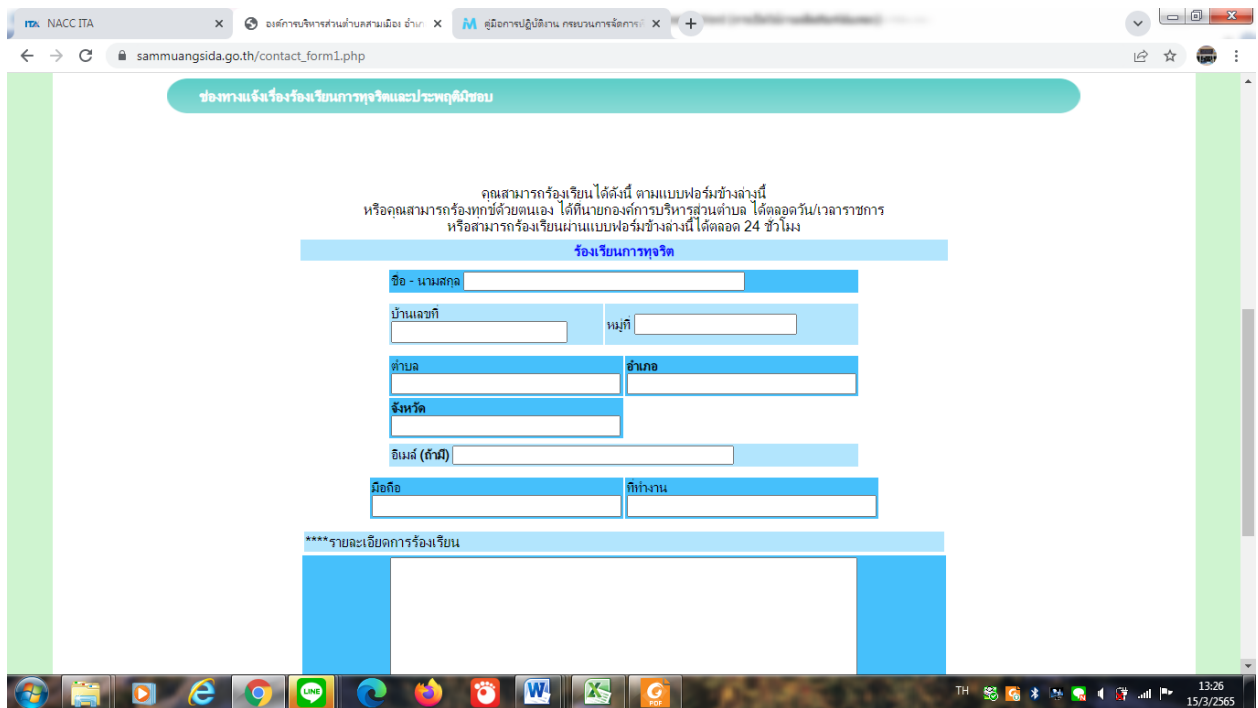 NACC ITA
องค์การบริหารส่วนตำบลสามเมือง อำเภ
คู่มือการปฏิบัติงาน กระบวนการจัดการ
sammuangsida.go.th/contact_form1.php
ช่องทางแจ้งเรื่องร้องเรียนการทุจริตและประพฤติมิชอบ
คุณสามารถร้องเรียนได้ดังนี้ ตามแบบฟอร์มข้างล่างนี้
หรือคุณสามารถร้องทุกข์ด้วยตนเอง ได้ที่นายกองค์การบริหารส่วนตำบล ได้ตลอดวัน/เวลาราชการ
หรือสามารถร้องเรียนผ่านแบบฟอร์มข้างล่างนี้ได้ตลอด 24 ชั่วโมง
ร้องเรียนการทุจริต
ชื่อ - นามสกุล
บ้านเลขที่
หมู่ที่
ตำบล อำเภอ
จังหวัด
อีเมล์ (ถ้ามี)
มือถือ ที่ทำงาน
****รายละเอียดการร้องเรียน
LINE
PDF
TH
13:26
15/3/2565